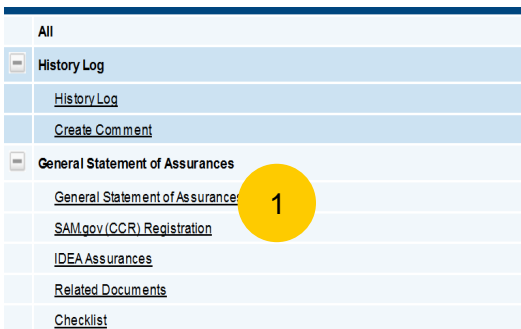 All
History Log
History Log
Create Comment
General Statement of Assurances
General Statement of Assurances
1
SAM.gov (CCR) Registration
IDEA Assurances
Related Documents
Checklist